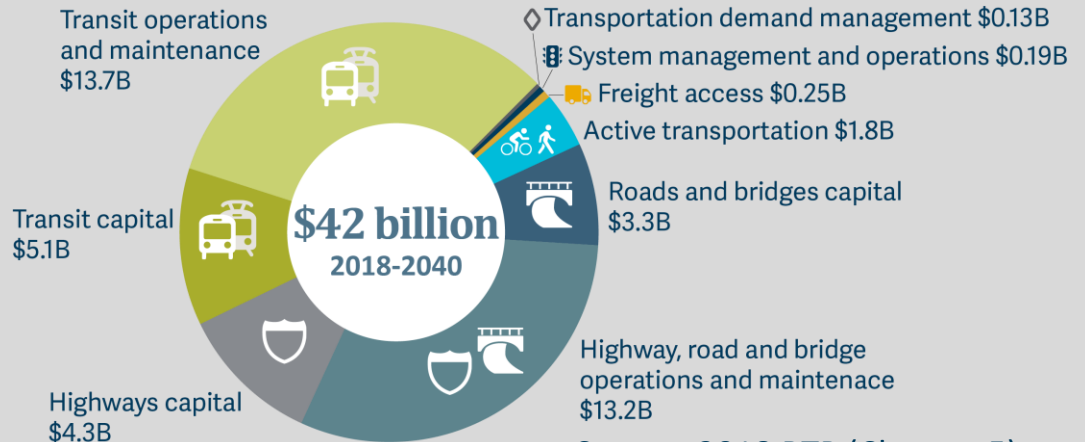 Transit operations
and maintenance
$13.7B
Transportation demand management $0.13B
System management and operations $0.19B
Freight access $0.25B
Active transportation $1.8B
Roads and bridges capital
$3.3B
Transit capital
$5.1B
$42 billion
2018-2040
Highway, road and bridge
operations and maintenace
$13.2B
Highways capital
$4.3B